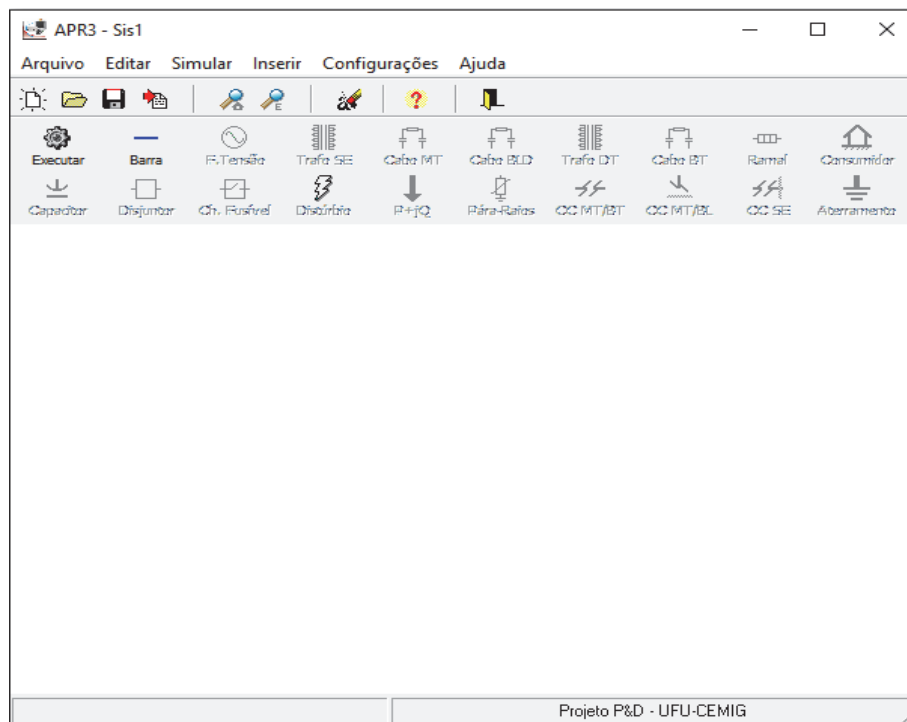 APR3 - Sis1
Arquivo Editar Simular Inserir Configurações Ajuda
Executar Barra F.Tensão Trafo SE Cabo MT Cabo BLD Trafo DT Cabo BT Ramal Consumidor
Capacitor Disjuntor Ch. Fusível Distúrbio P+jQ Pára-Raios CC MT/BT CC MT/BL CC SE Aterramento
Projeto P&D - UFU-CEMIG